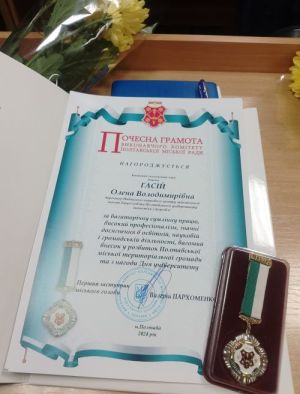 ПОЧЕСНА ГРАМОТА
ВИКОНАВЧОГО КОМІТЕТУ
ПОЛТАВСЬКОЇ МІСЬКОЇ РАДИ
НАГОРОДЖУЄТЬСЯ
ГАСІЙ
Олена Володимирівна
за багаторічну сумлінну працю,
високий професіоналізм, значні
досягнення в освітній, науковій
і громадській діяльності, вагомий
внесок у розвиток Полтавської
міської територіальної громади
та з нагоди Дня університету
Перший заступник
міського голови
Валерій ПАРХОМЕНКО
м.Полтава
2024 рік